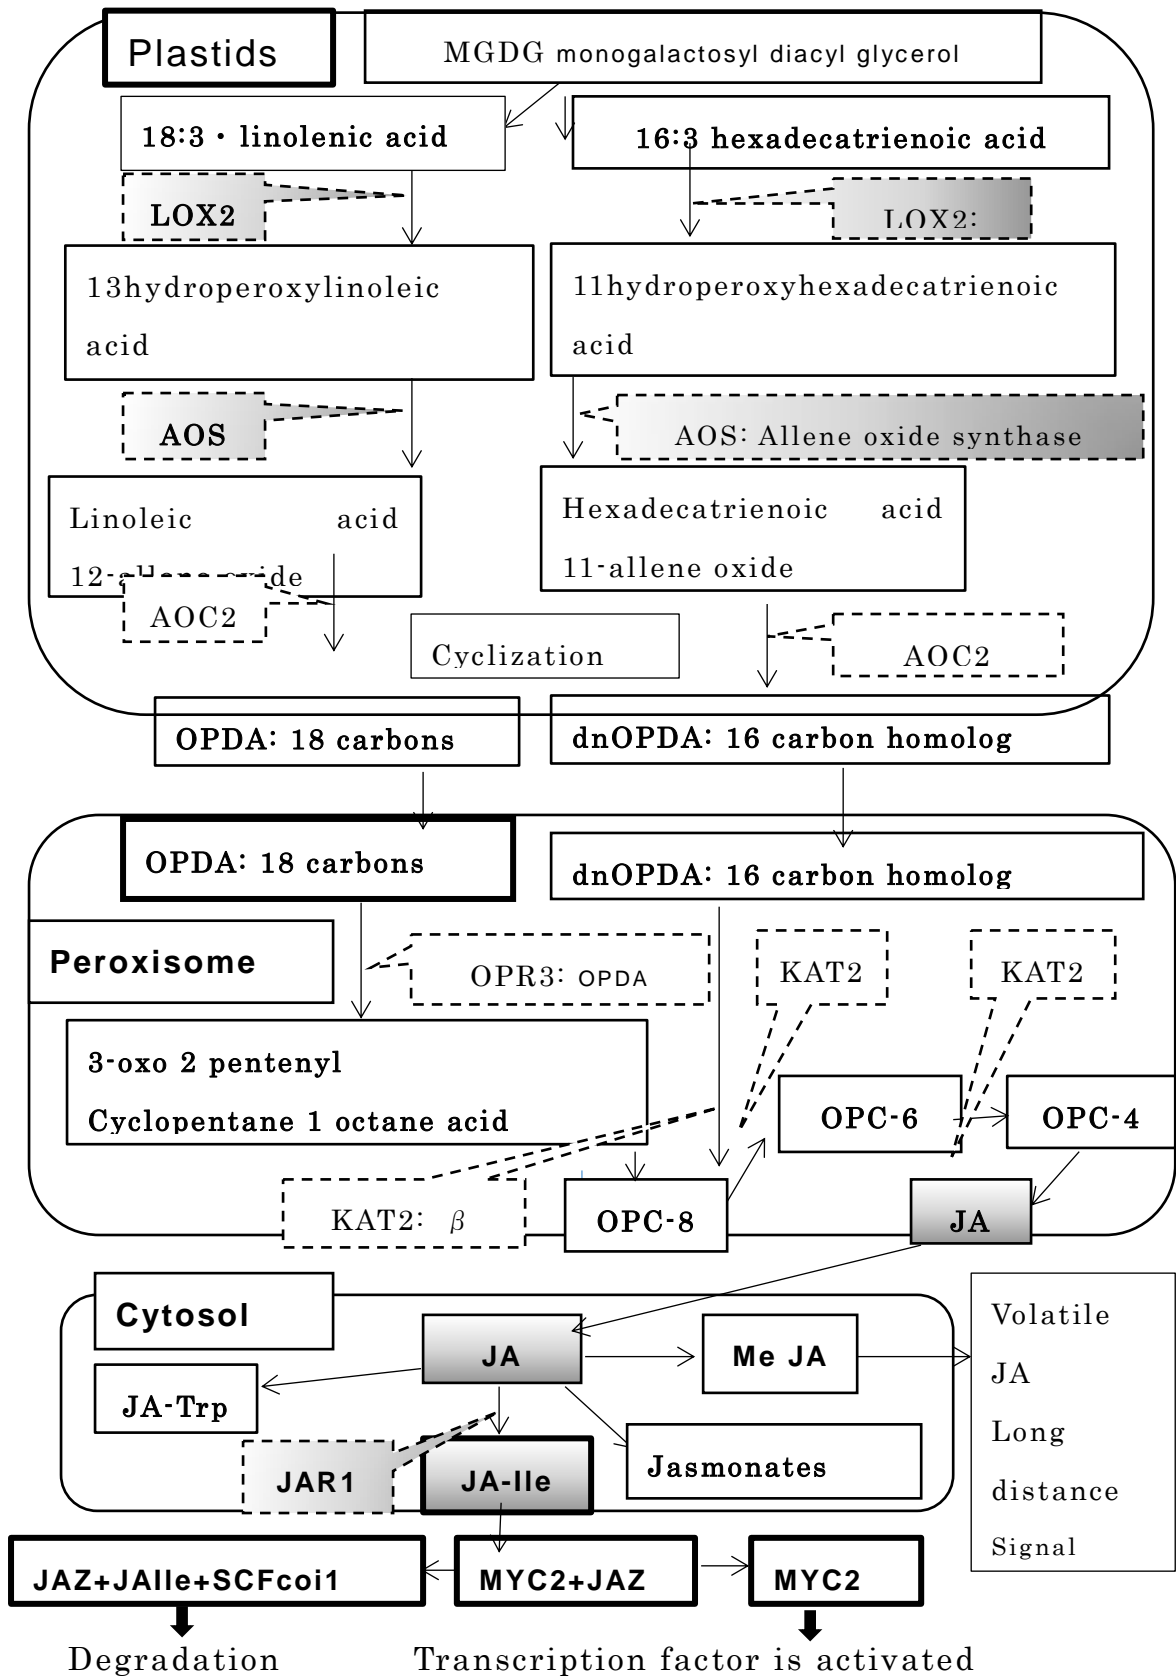 Plastids
MGDG monogalactosyl diacyl glycerol
18:3・linolenic acid
16:3 hexadecatrienoic acid
LOX2
LOX2:
13hydroperoxylinoleic
acid
11hydroperoxyhexadecatrienoic
acid
AOS
AOS: Allene oxide synthase
Linoleic acid
12-allene oxide
Hexadecatrienoic acid
11-allene oxide
AOC2
Cyclization
AOC2
OPDA: 18 carbons
dnOPDA: 16 carbon homolog
OPDA: 18 carbons
dnOPDA: 16 carbon homolog
Peroxisome
OPR3: OPDA
KAT2
KAT2
3-oxo 2 pentenyl
Cyclopentane 1 octane acid
OPC-6
OPC-4
KAT2: β
OPC-8
JA
Cytosol
JA
Me JA
Volatile
JA
Long
distance
Signal
JA-Trp
JAR1
JA-Ile
Jasmonates
JAZ+JAIle+SCFcoi1
MYC2+JAZ
MYC2
Degradation
Transcription factor is activated